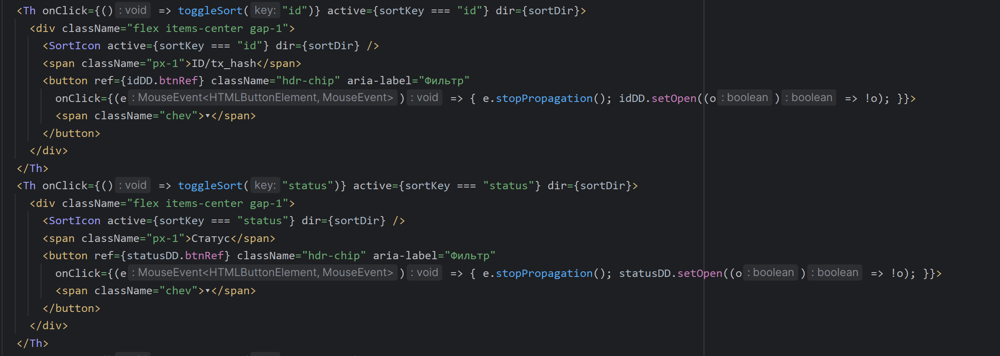 <Th onClick={() : void => toggleSort( key: "id")} active={sortKey === "id"} dir={sortDir}>
<div className="flex items-center gap-1">
<SortIcon active={sortKey === "id"} dir={sortDir} />
<span className="px-1">ID/tx_hash</span>
<button ref={idDD.btnRef} className="hdr-chip" aria-label="Фильтр"
onClick={(e : MouseEvent<HTMLButtonElement, MouseEvent> ) : void => { e.stopPropagation(); idDD.setOpen((o : boolean ) : boolean => !o); }}>
<span className="chev">▾</span>
</button>
</div>
</Th>
<Th onClick={() : void => toggleSort( key: "status")} active={sortKey === "status"} dir={sortDir}>
<div className="flex items-center gap-1">
<SortIcon active={sortKey === "status"} dir={sortDir} />
<span className="px-1">Статус</span>
<button ref={statusDD.btnRef} className="hdr-chip" aria-label="Фильтр"
onClick={(e : MouseEvent<HTMLButtonElement, MouseEvent> ) : void => { e.stopPropagation(); statusDD.setOpen((o : boolean ) : boolean => !o); }}>
<span className="chev">▾</span>
</button>
</div>
</Th>